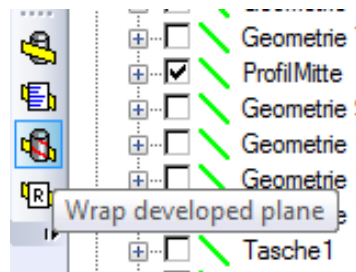 Geometrie
ProfilMitte
Geometrie
Geometrie
Geometrie
R
Wrap developed plane
Tasche1